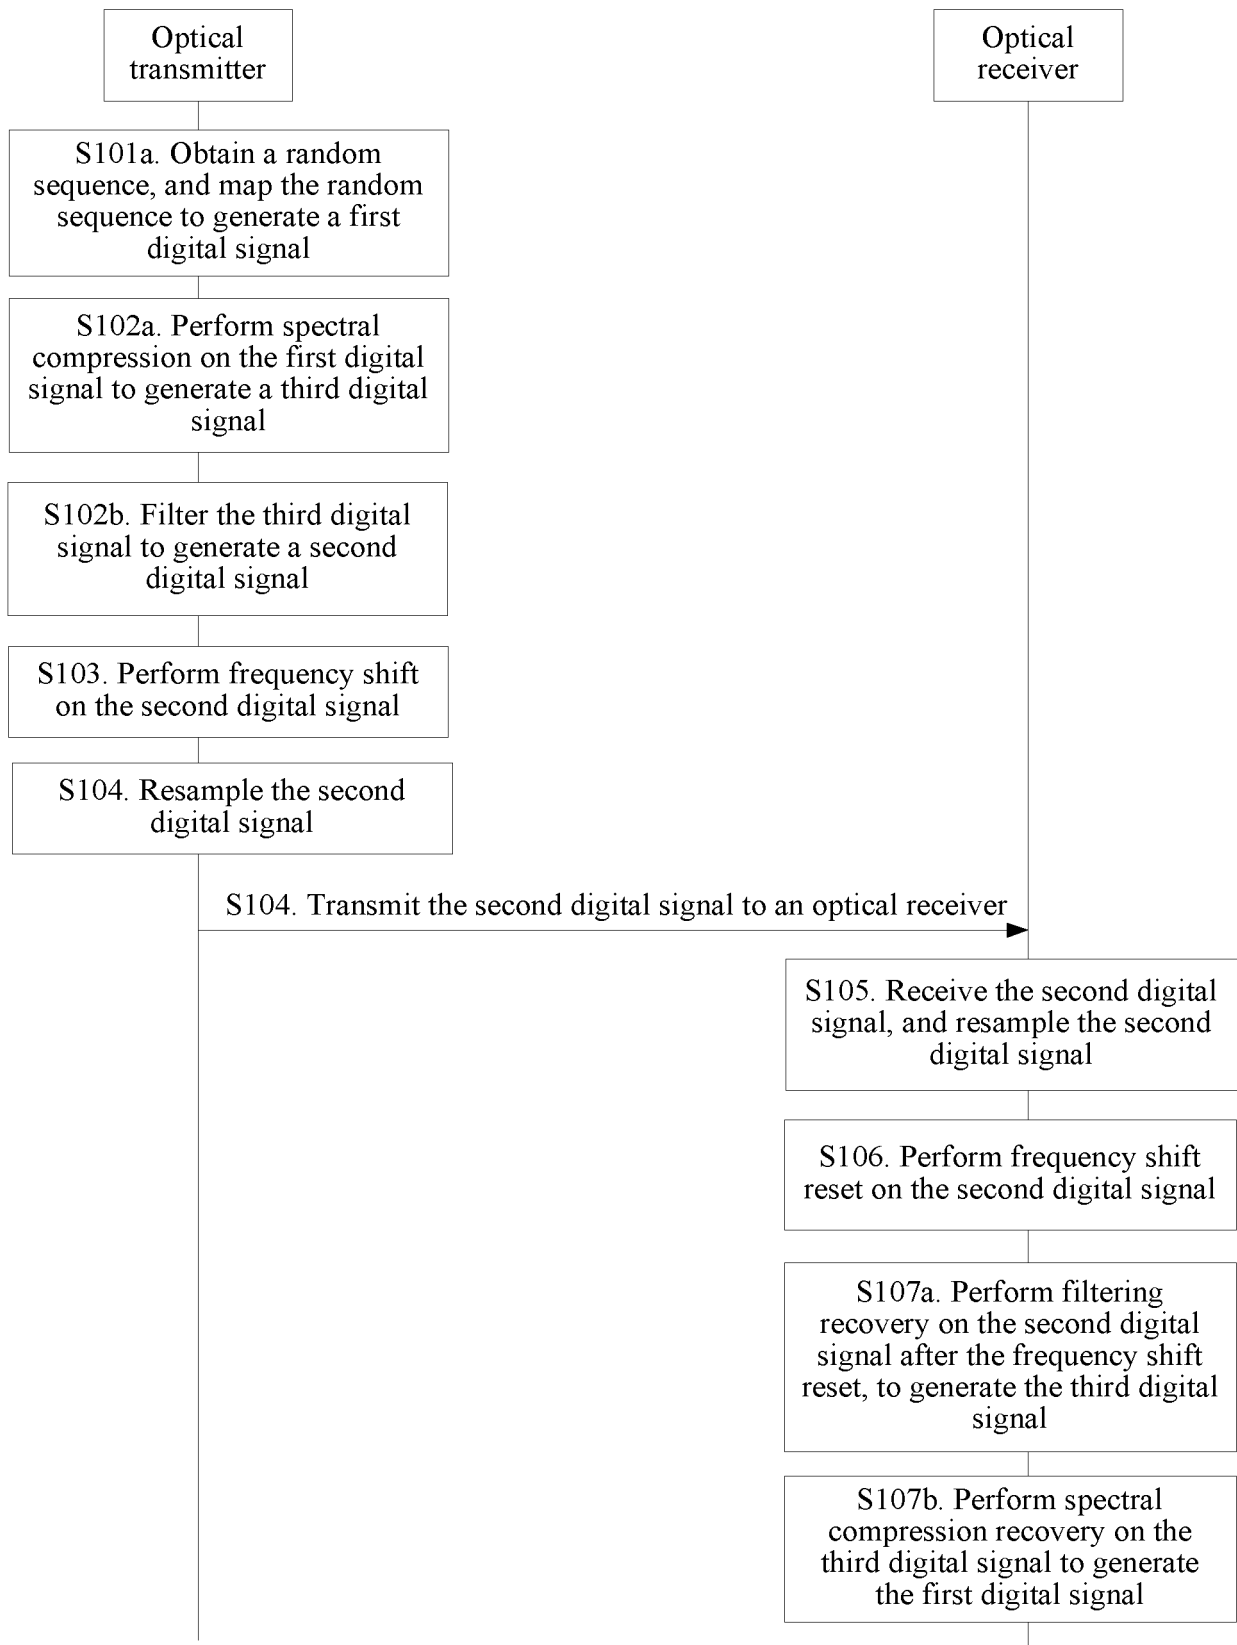 Optical
transmitter
Optical
receiver
S101a. Obtain a random
sequence, and map the random
sequence to generate a first
digital signal
S102a. Perform spectral
compression on the first digital
signal to generate a third digital
signal
S102b. Filter the third digital
signal to generate a second
digital signal
S103. Perform frequency shift
on the second digital signal
S104. Resample the second
digital signal
S104. Transmit the second digital signal to an optical receiver
S105. Receive the second digital
signal, and resample the second
digital signal
S106. Perform frequency shift
reset on the second digital signal
S107a. Perform filtering
recovery on the second digital
signal after the frequency shift
reset, to generate the third digital
signal
S107b. Perform spectral
compression recovery on the
third digital signal to generate
the first digital signal